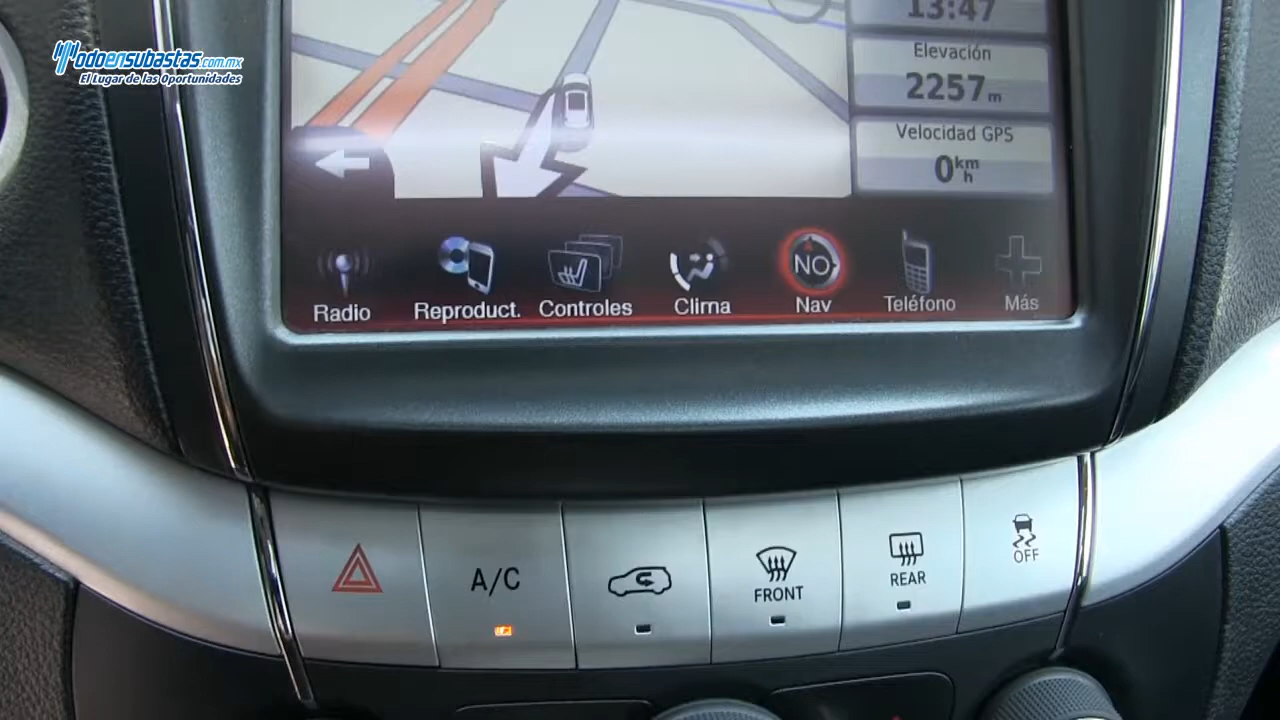 odoensubastas.com.mx
El Lugar de las Oportunidades
13:47
Elevación
2257 m
Velocidad GPS
0 km h
NO
Radio
Reproduct.
Controles
Clima
Nav
Teléfono
Más
A/C
FRONT
REAR
OFF